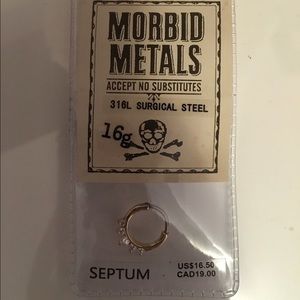 MORBID
METALS
ACCEPT NO SUBSTITUTES
316L SURGICAL STEEL
16g
SEPTUM
US$16.50
CAD19.00